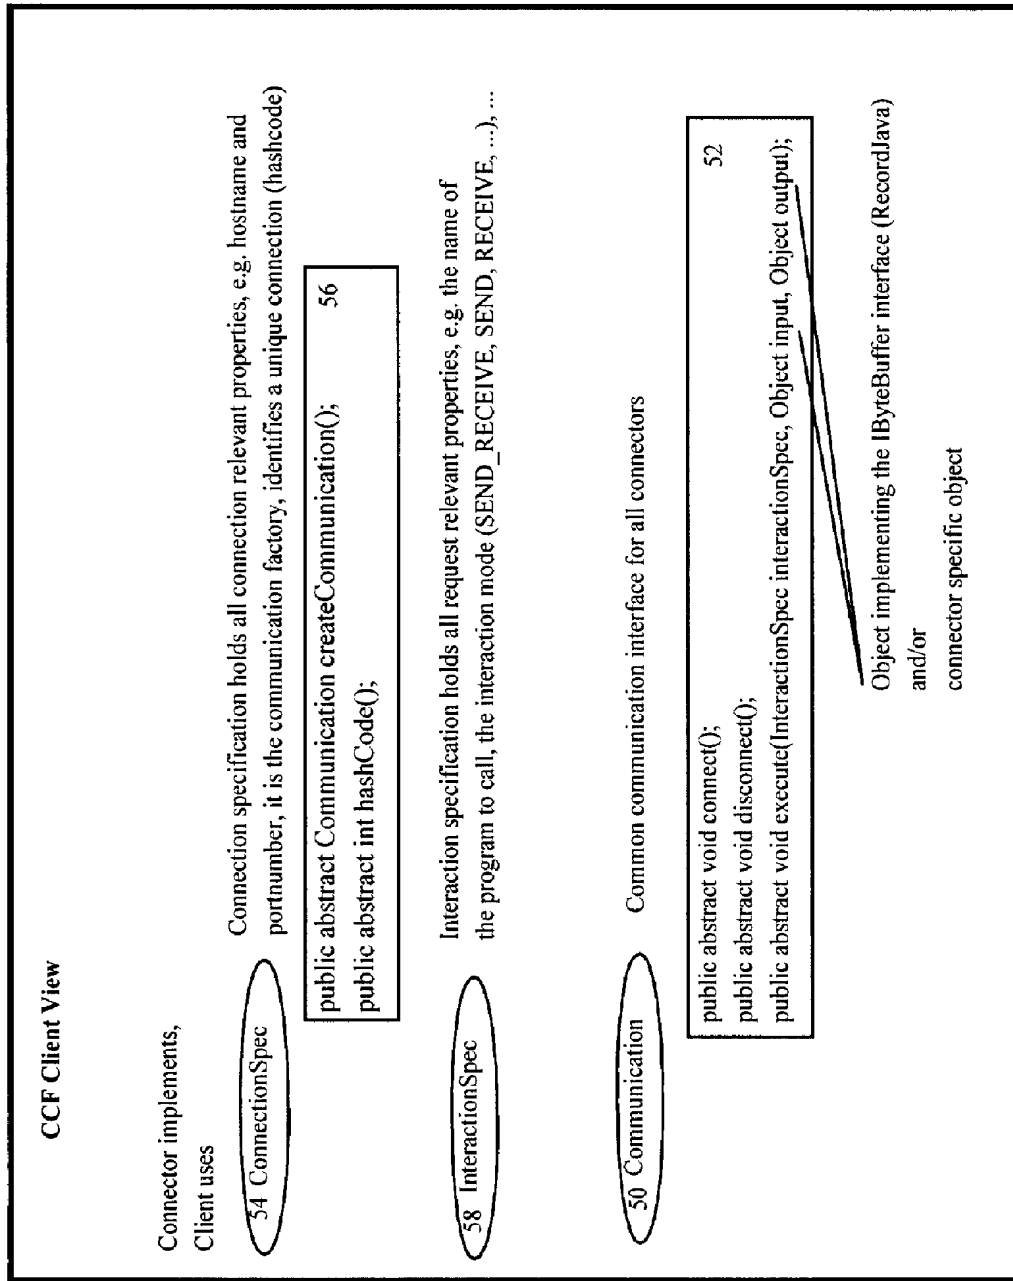 CCF Client View
Connector implements,
Client uses
54 ConnectionSpec
Connection specification holds all connection relevant properties, e.g. hostname and
portnumber, it is the communication factory, identifies a unique connection (hashcode)
public abstract Communication createCommunication(); 56
public abstract int hashCode();
58 InteractionSpec
Interaction specification holds all request relevant properties, e.g. the name of
the program to call, the interaction mode (SEND_RECEIVE, SEND, RECEIVE, ...), ...
50 Communication
Common communication interface for all connectors
public abstract void connect(); 52
public abstract void disconnect();
public abstract void execute(InteractionSpec interactionSpec, Object input, Object output);
Object implementing the IByteBuffer interface (RecordJava)
and/or
connector specific object